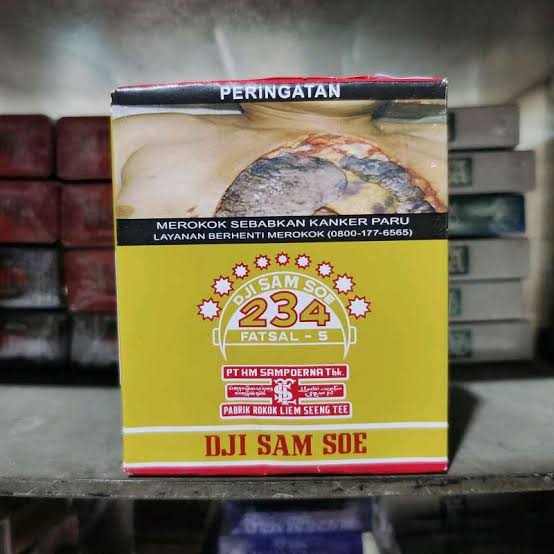 PERINGATAN
MEROKOK SEBABKAN KANKER PARU
LAYANAN BERHENTI MEROKOK (0800-177-6565)
DJI SAM SOE
234
FATSAL - 5
PT HM SAMPOERNA Tbk.
PABRIK ROKOK LIEM SEENG TEE
DJI SAM SOE